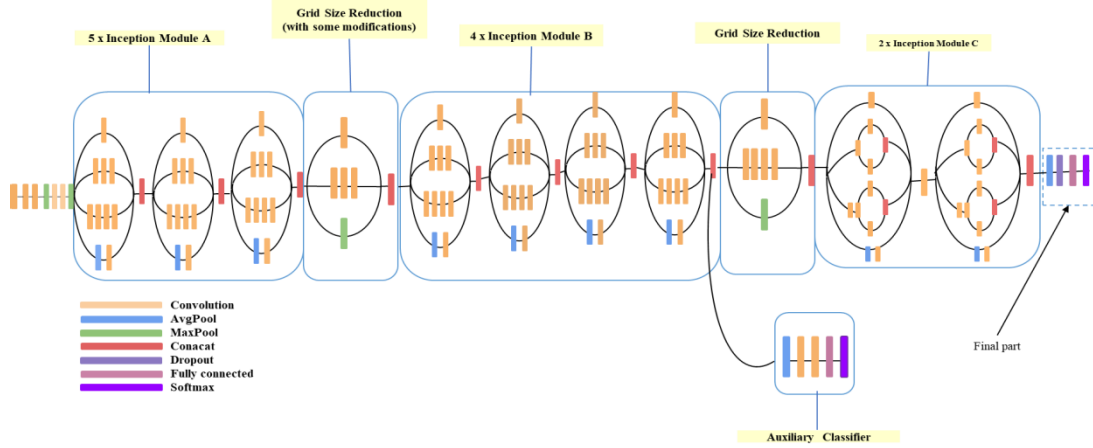 Grid Size Reduction
(with some modifications)
5 x Inception Module A
4 x Inception Module B
Grid Size Reduction
2 x Inception Module C
Convolution
AvgPool
MaxPool
Conacat
Dropout
Fully connected
Softmax
Final part
Auxiliary Classifier